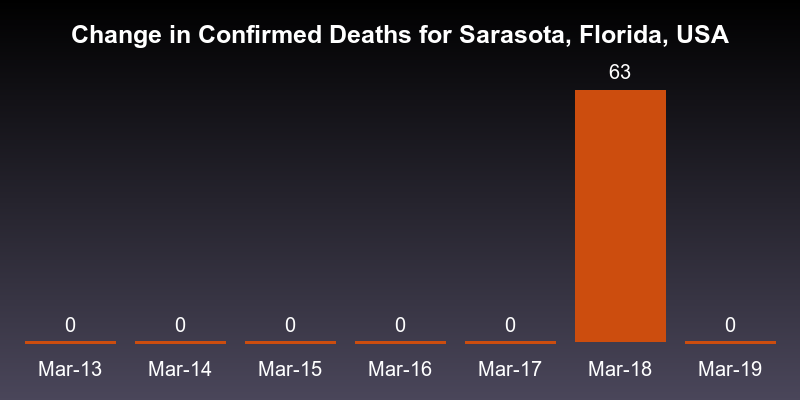 Change in Confirmed Deaths for Sarasota, Florida, USA
63
0 0 0 0 0 0
Mar-13 Mar-14 Mar-15 Mar-16 Mar-17 Mar-18 Mar-19